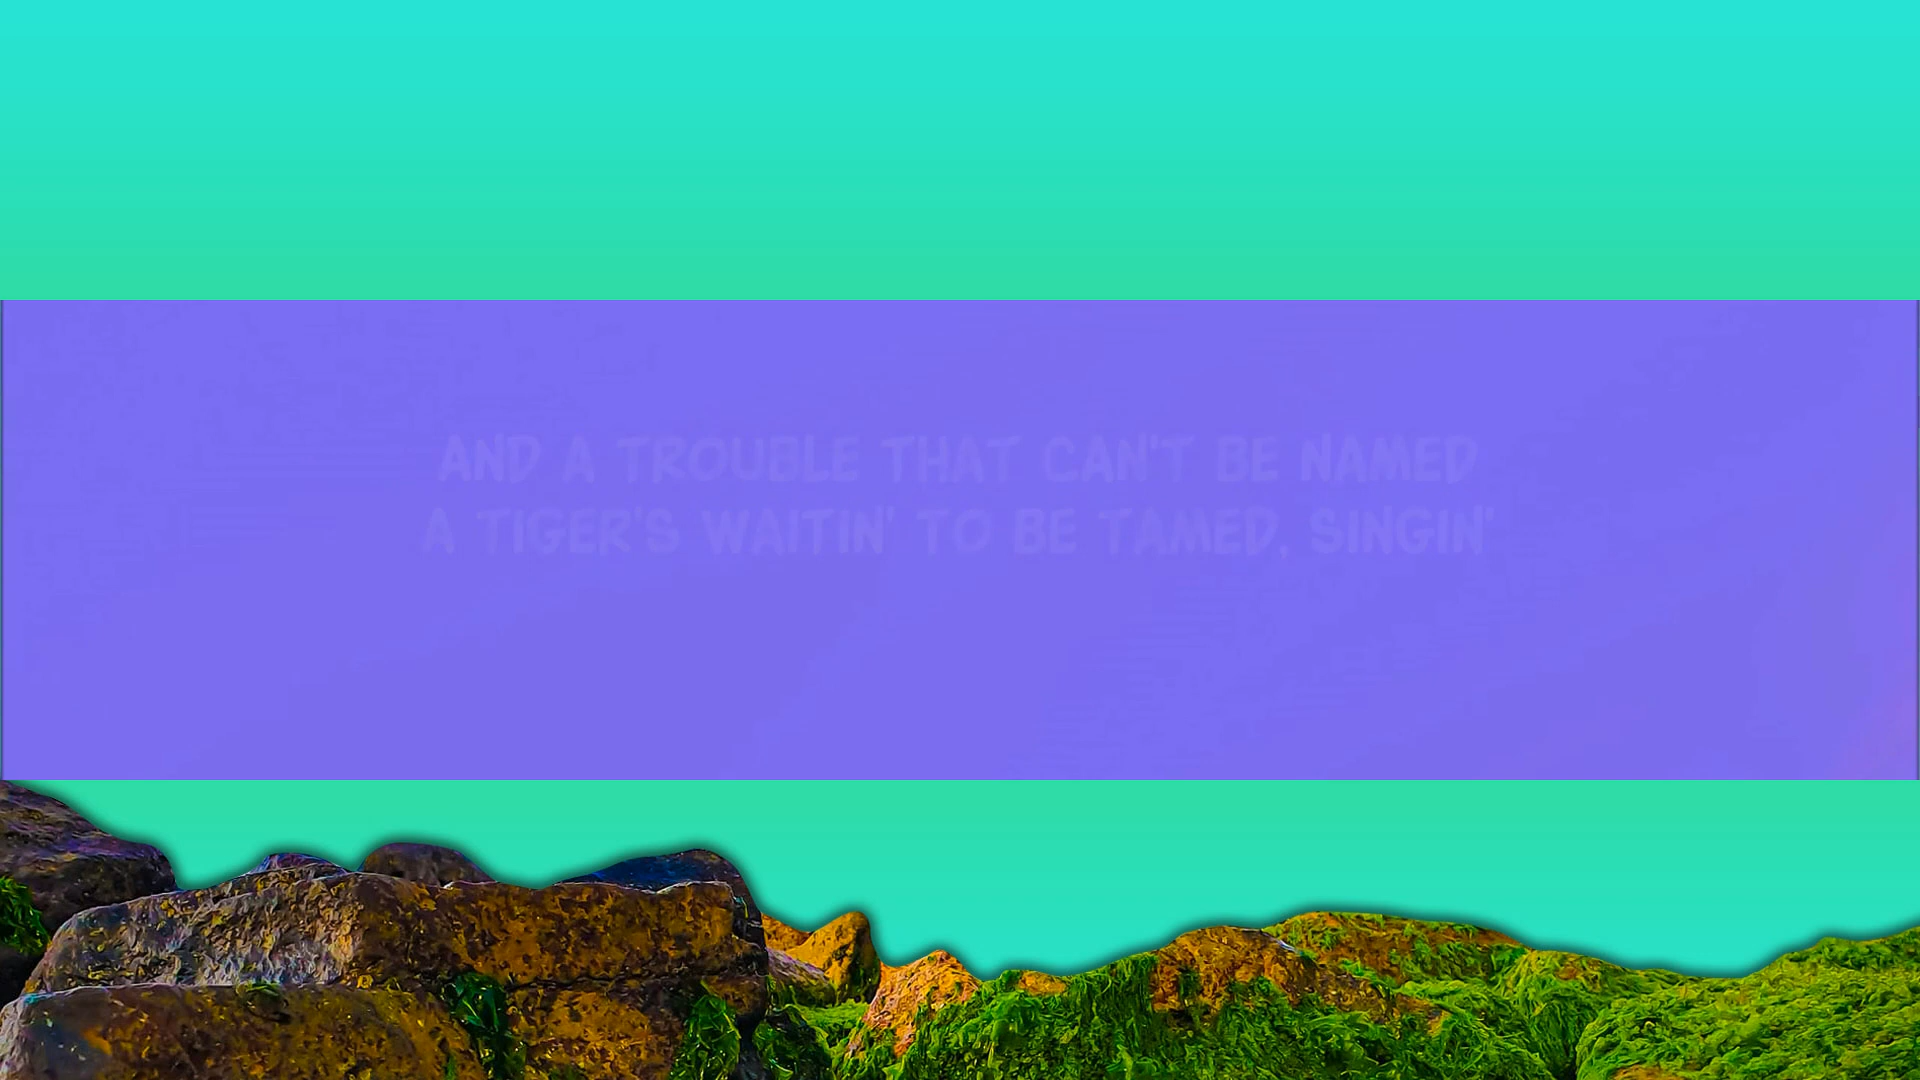 AND A TROUBLE THAT CAN'T BE NAMED
A TIGER'S WAITIN' TO BE TAMED, SINGIN'